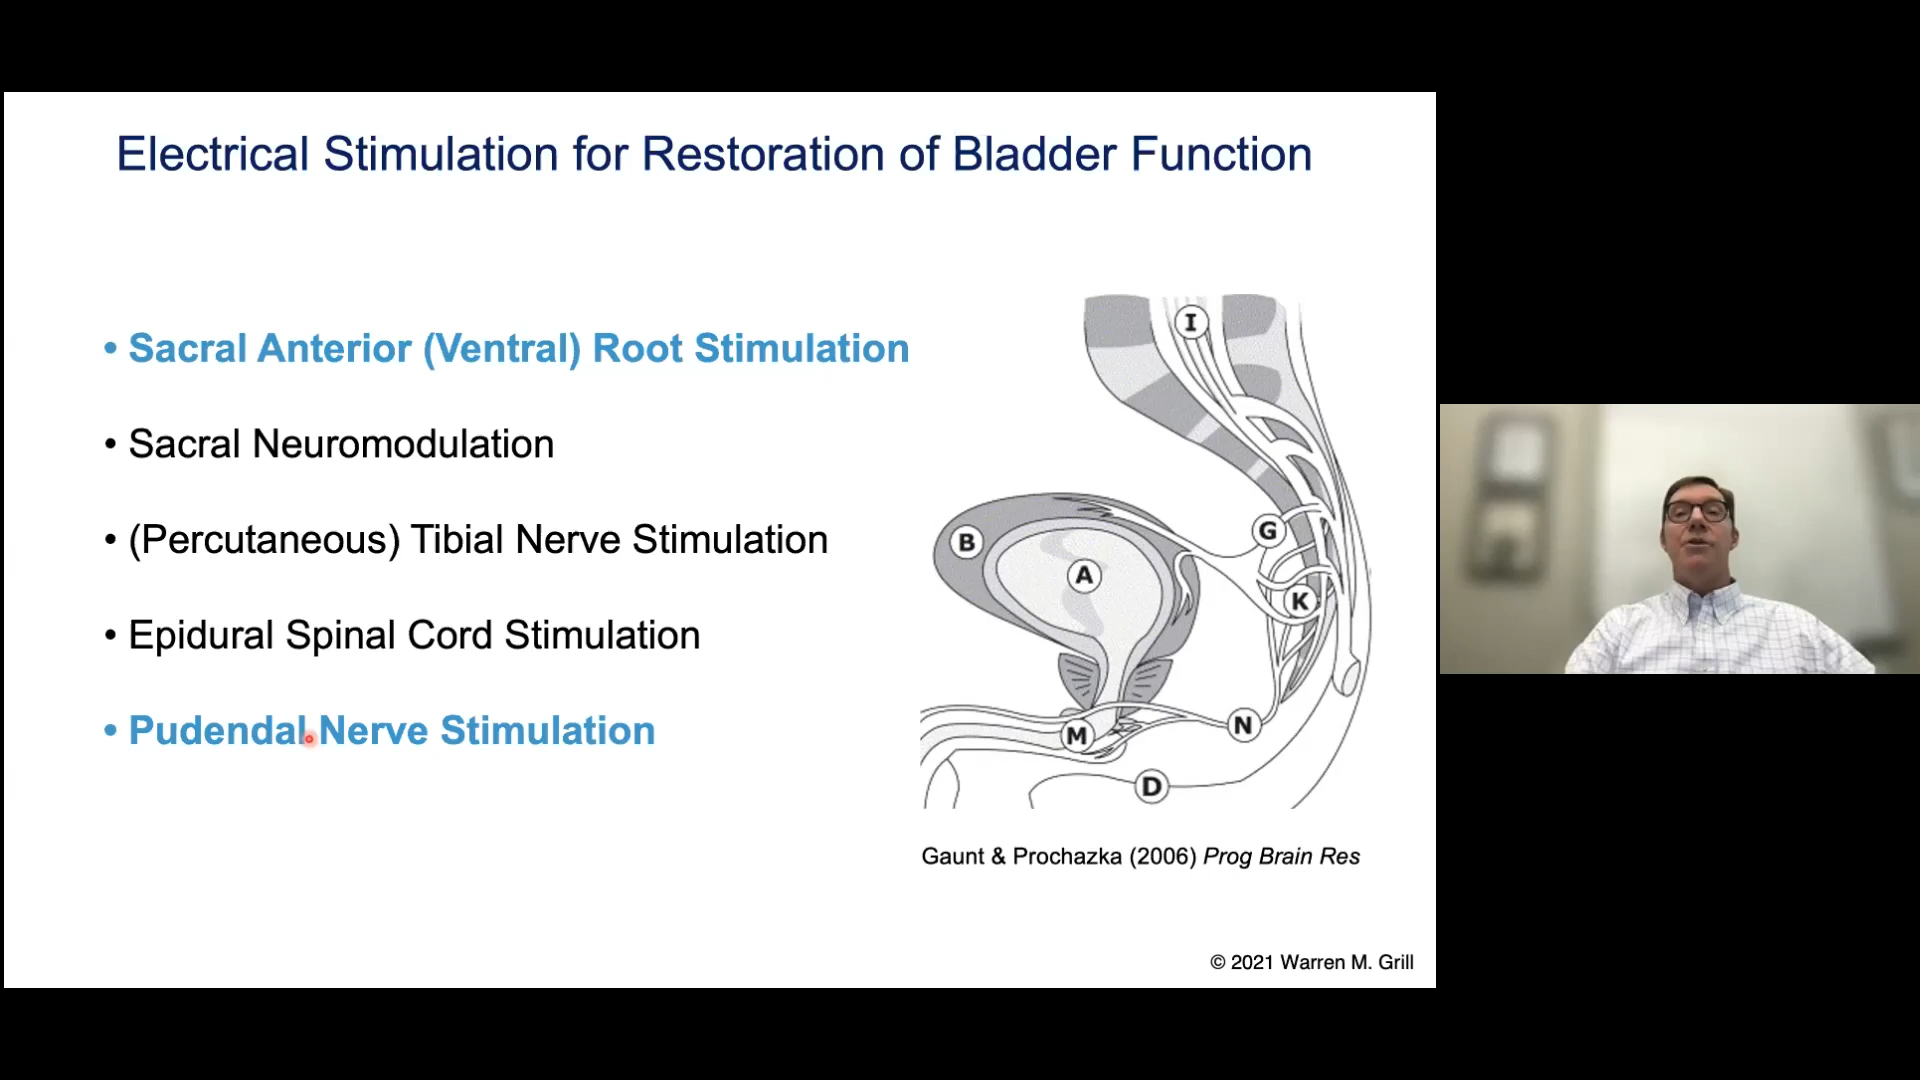 Electrical Stimulation for Restoration of Bladder Function
• Sacral Anterior (Ventral) Root Stimulation
• Sacral Neuromodulation
• (Percutaneous) Tibial Nerve Stimulation
• Epidural Spinal Cord Stimulation
• Pudendal Nerve Stimulation
I
G
B
A
K
N
M
D
Gaunt & Prochazka (2006) Prog Brain Res
© 2021 Warren M. Grill